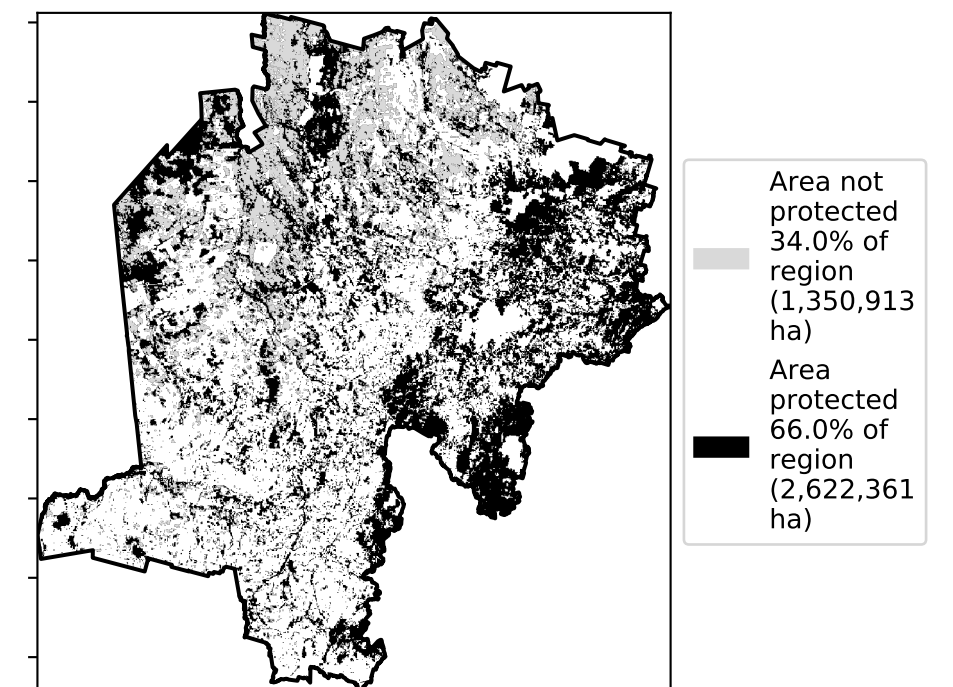 Area not
protected
34.0% of
region
(1,350,913
ha)
Area
protected
66.0% of
region
(2,622,361
ha)